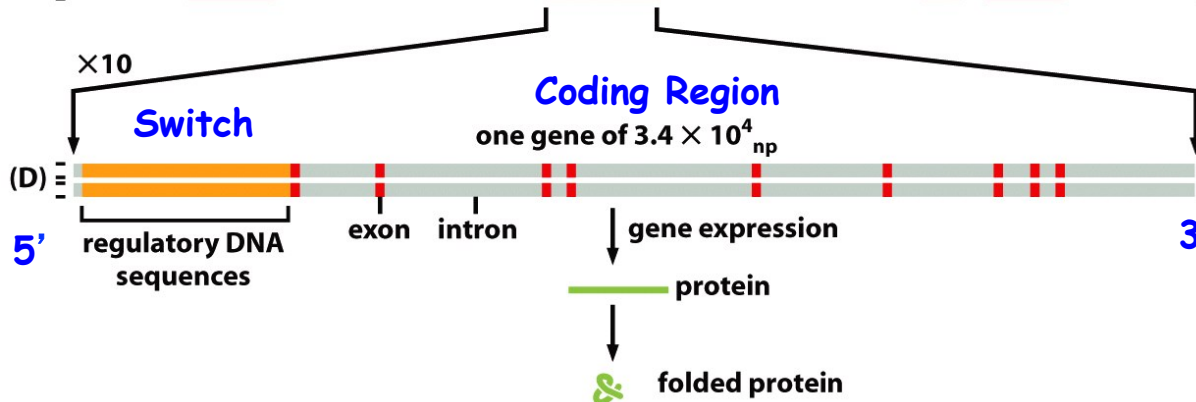 ×10
Switch
Coding Region
one gene of 3.4 × 10⁴np
(D)
5’
regulatory DNA
sequences
exon
intron
gene expression
3
protein
folded protein